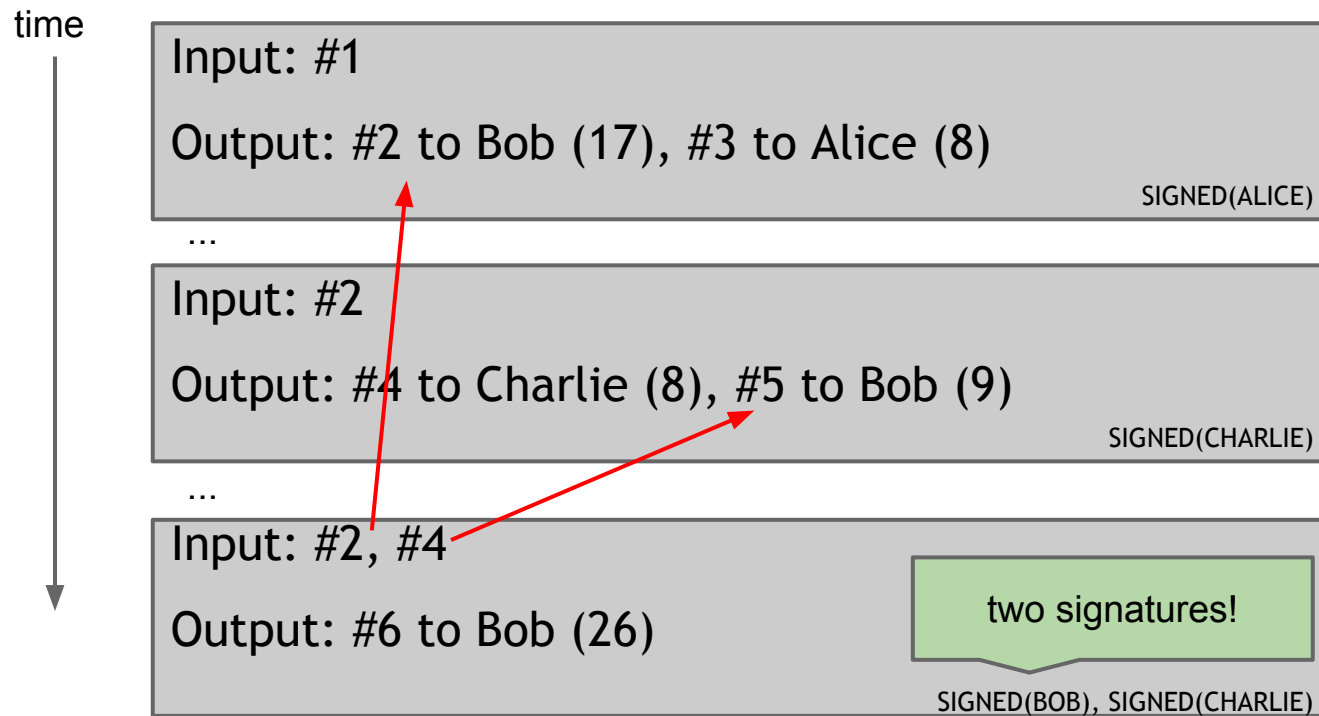 time
Input: #1
Output: #2 to Bob (17), #3 to Alice (8)
SIGNED(ALICE)
...
Input: #2
Output: #4 to Charlie (8), #5 to Bob (9)
SIGNED(CHARLIE)
...
Input: #2, #4
Output: #6 to Bob (26)
two signatures!
SIGNED(BOB), SIGNED(CHARLIE)